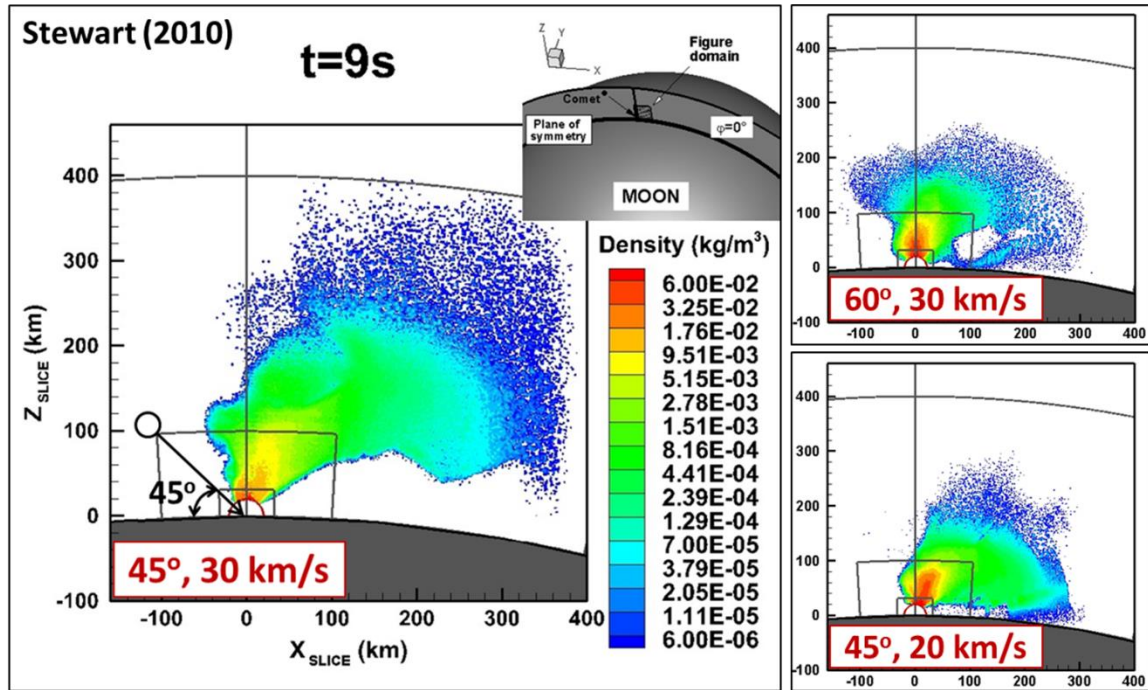 Stewart (2010)
t=9s
Z
Y
X
Figure
domain
Comet
Plane of
symmetry
φ=0°
MOON
400
300
200
100
0
-100
Z SLICE (km)
45°
45°, 30 km/s
-100 0 100 200 300 400
X SLICE (km)
Density (kg/m³)
6.00E-02
3.25E-02
1.76E-02
9.51E-03
5.15E-03
2.78E-03
1.51E-03
8.16E-04
4.41E-04
2.39E-04
1.29E-04
7.00E-05
3.79E-05
2.05E-05
1.11E-05
6.00E-06
400
300
200
100
0
-100
60°, 30 km/s
-100 0 100 200 300 400
400
300
200
100
0
-100
45°, 20 km/s
-100 0 100 200 300 400